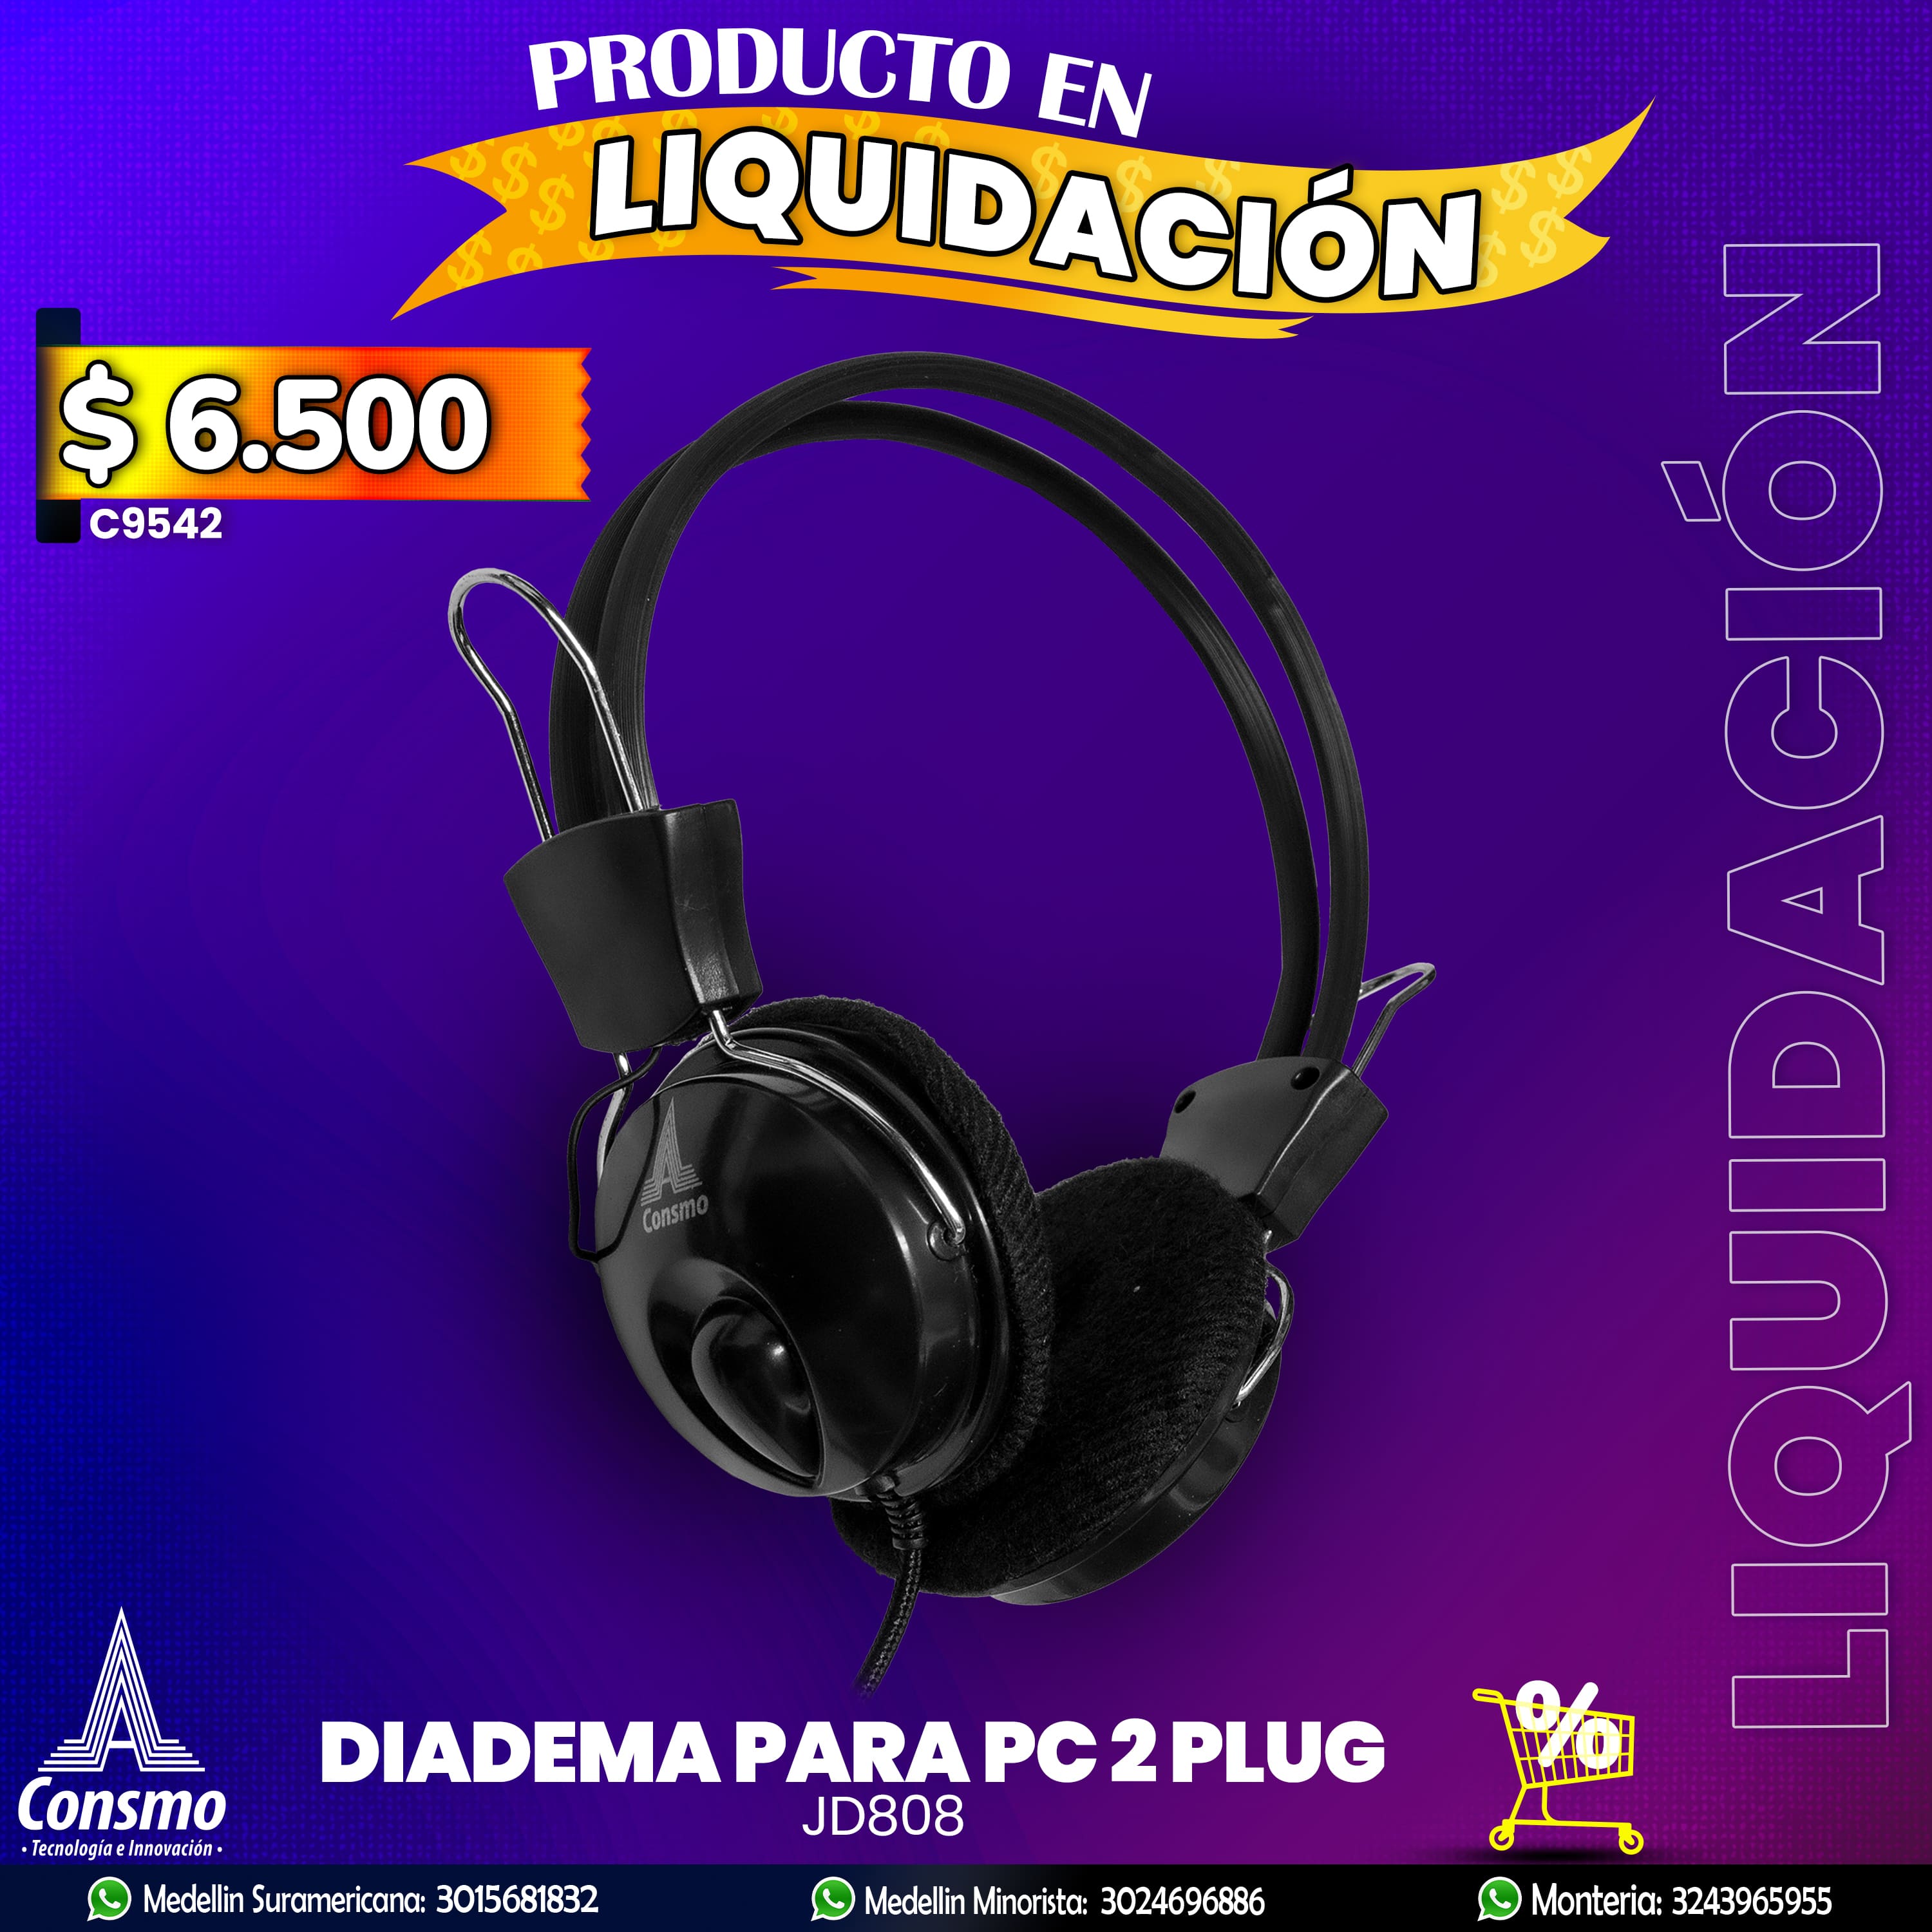 PRODUCTO EN
LIQUIDACIÓN
$ 6.500
C9542
LIQUIDACIÓN
Consmo
Consmo
• Tecnología e Innovación •
DIADEMA PARA PC 2 PLUG
JD808
%
Medellin Suramericana: 3015681832
Medellin Minorista: 3024696886
Monteria: 3243965955